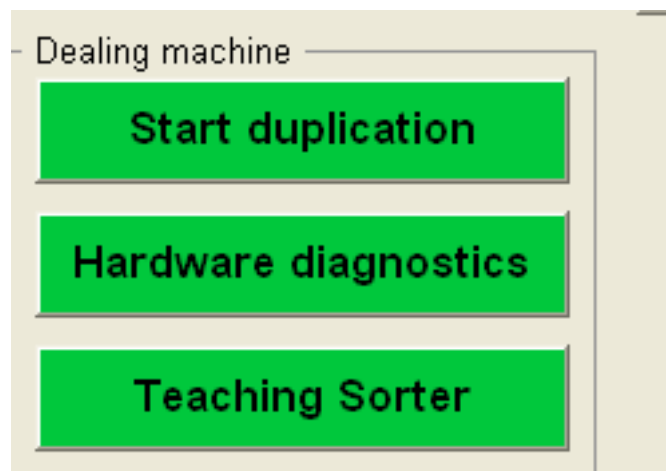 Dealing machine
Start duplication
Hardware diagnostics
Teaching Sorter